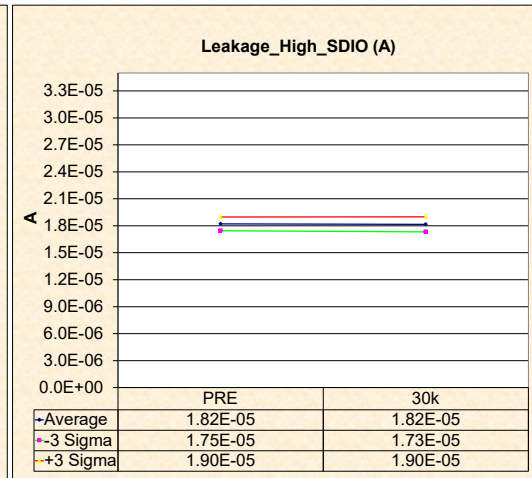 Leakage_High_SDIO (A)
3.3E-05
3.0E-05
2.7E-05
2.4E-05
2.1E-05
1.8E-05
1.5E-05
1.2E-05
9.0E-06
6.0E-06
3.0E-06
0.0E+00
A
PRE 30k
Average 1.82E-05 1.82E-05
-3 Sigma 1.75E-05 1.73E-05
+3 Sigma 1.90E-05 1.90E-05